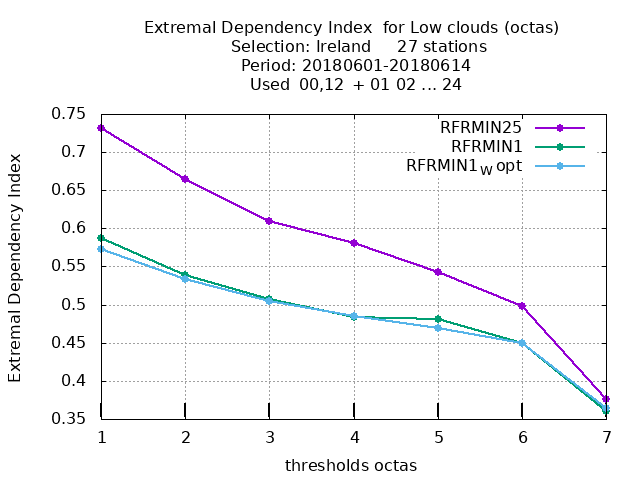 Extremal Dependency Index  for Low clouds (octas)
Selection: Ireland     27 stations
Period: 20180601-20180614
Used  00,12  + 01 02 ... 24
Extremal Dependency Index
0.75
0.7
0.65
0.6
0.55
0.5
0.45
0.4
0.35
RFRMIN25
RFRMIN1
RFRMIN1W opt
1 2 3 4 5 6 7
thresholds octas